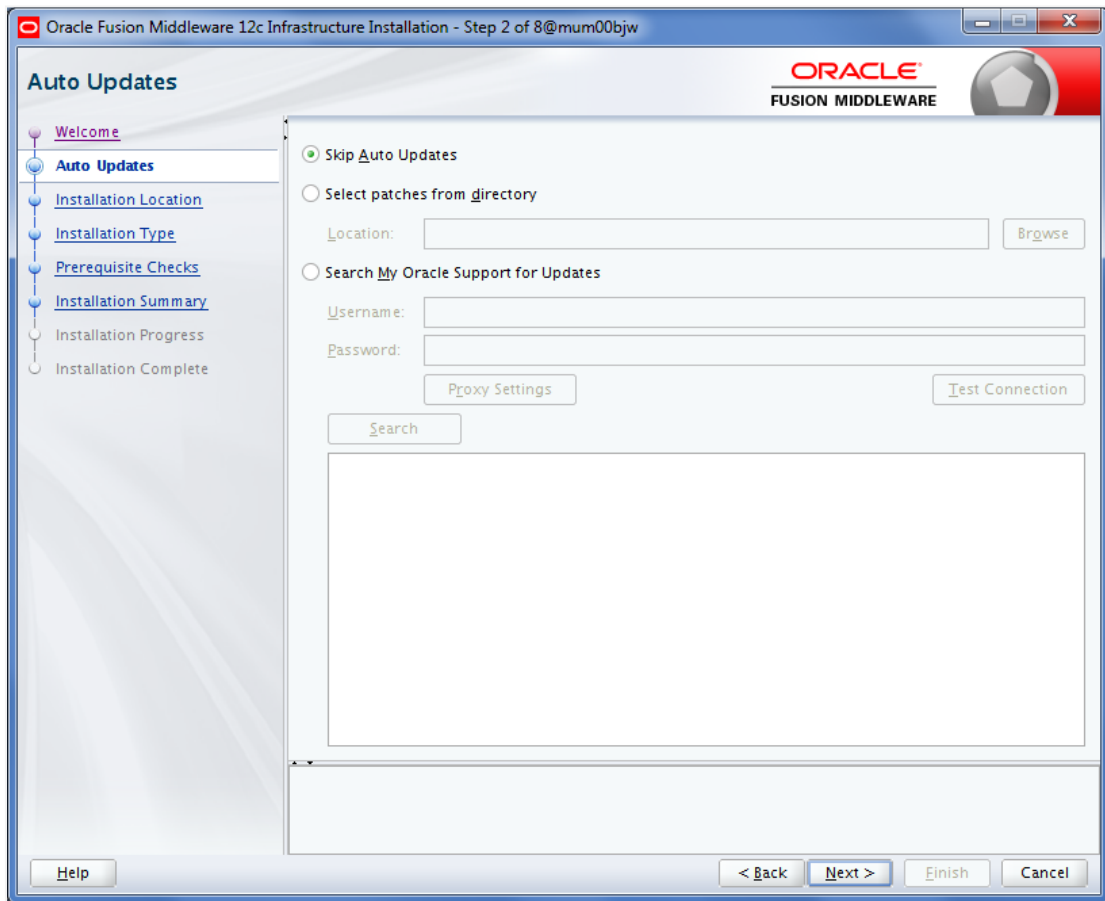 Oracle Fusion Middleware 12c Infrastructure Installation - Step 2 of 8@mum00bjw
Auto Updates
ORACLE®
FUSION MIDDLEWARE
Welcome
Auto Updates
Installation Location
Installation Type
Prerequisite Checks
Installation Summary
Installation Progress
Installation Complete
Skip Auto Updates
Select patches from directory
Location: Browse
Search My Oracle Support for Updates
Username:
Password:
Proxy Settings Test Connection
Search
Help < Back Next > Finish Cancel